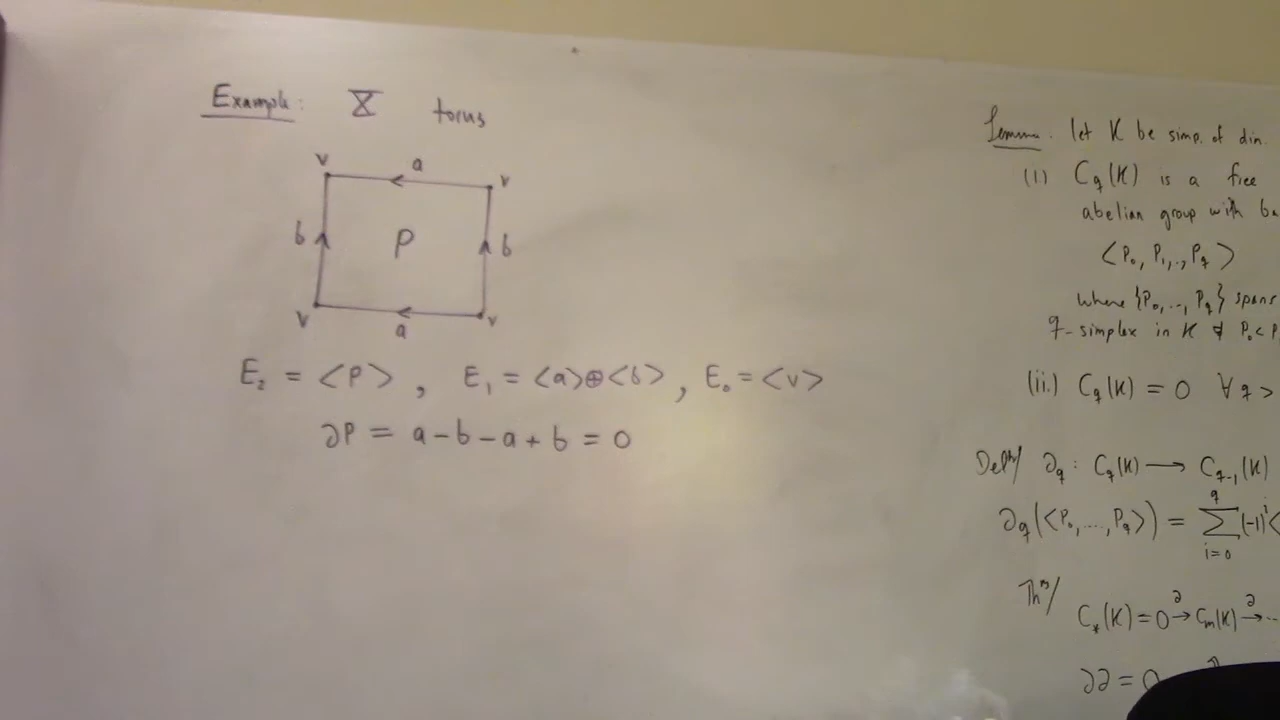 Example: X torus
v a v
b P b
v a v
E₂ = <P> , E₁ = <a>⊕<b> , E₀ = <v>
∂P = a - b - a + b = 0
Lemma. let K be simp. of dim.
(i) C_q(K) is a free
abelian group with ba
<P₀, P₁,.., P_q>
where {P₀,..., P_q} spans
q-simplex in K & P₀< P
(ii.) C_q(K) = 0 ∀ q >
Defⁿ/ ∂_q : C_q(K) ⟶ C_{q-1}(K)
∂_q(<P₀,...,P_q>) = ∑_{i=0}^{q} (-1)^i <
Thᵐ/
C_*(K) = 0 →^∂ C_m(K) →^∂ ...
∂∂ = 0